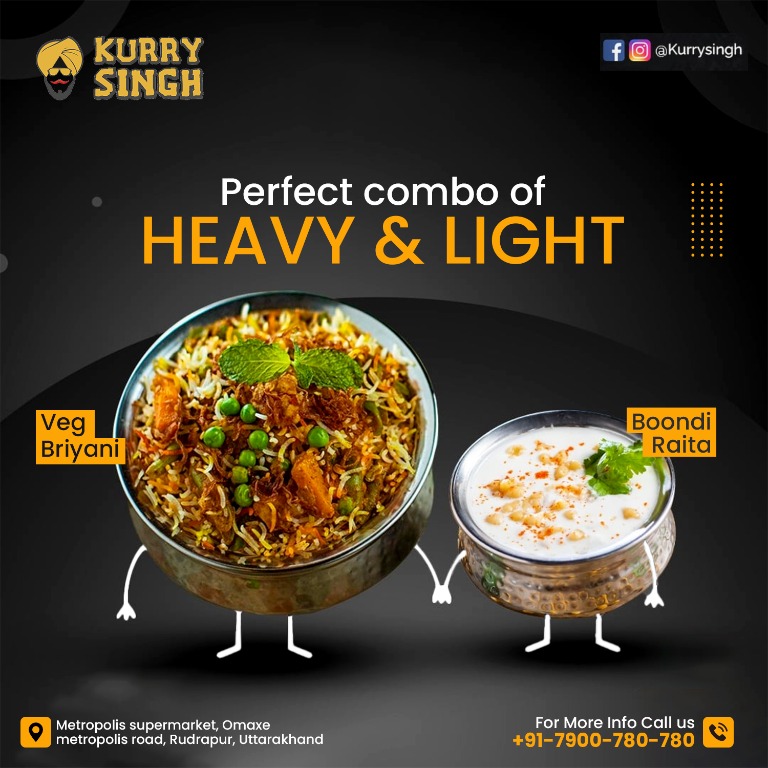 KURRY
SINGH
@Kurrysingh
Perfect combo of
HEAVY & LIGHT
Veg
Briyani
Boondi
Raita
Metropolis supermarket, Omaxe
metropolis road, Rudrapur, Uttarakhand
For More Info Call us
+91-7900-780-780